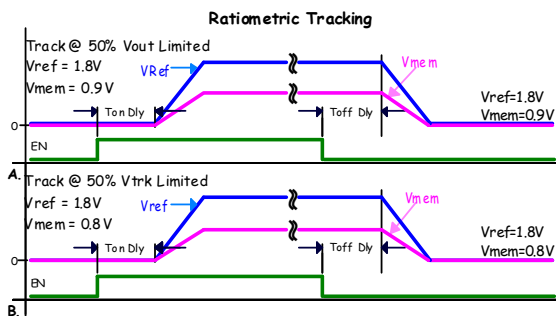 Ratiometric Tracking
Track @ 50% Vout Limited
Vref = 1.8V
Vmem = 0.9V
VRef
Vmem
Ton Dly
Toff Dly
Vref=1.8V
Vmem=0.9V
0
EN
A.
Track @ 50% Vtrk Limited
Vref = 1.8V
Vmem = 0.8V
Vref
Vmem
Ton Dly
Toff Dly
Vref=1.8V
Vmem=0.8V
0
EN
B.